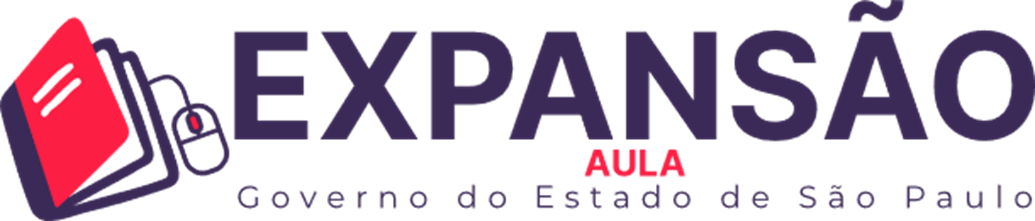 EXPANSÃO
AULA
Governo do Estado de São Paulo